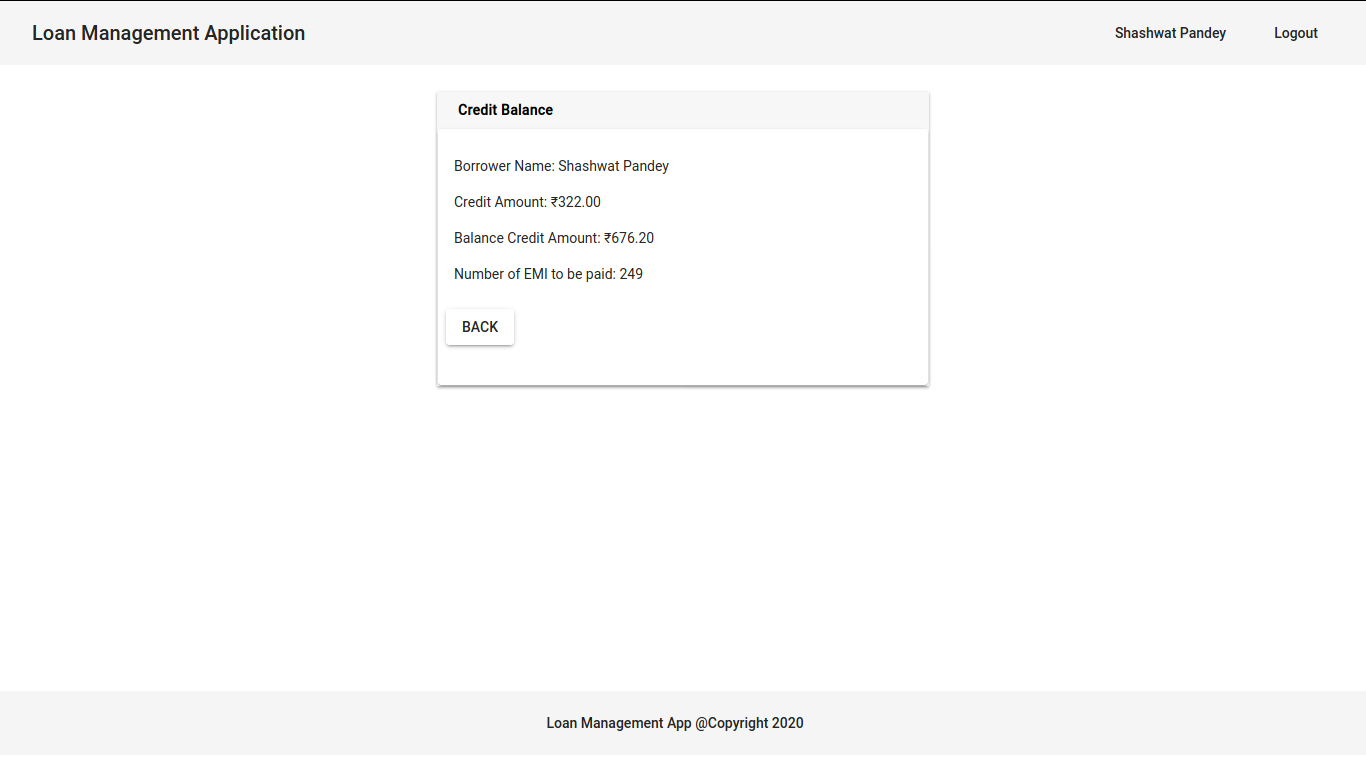 Loan Management Application
Shashwat Pandey
Logout
Credit Balance
Borrower Name: Shashwat Pandey
Credit Amount: ₹322.00
Balance Credit Amount: ₹676.20
Number of EMI to be paid: 249
BACK
Loan Management App @Copyright 2020